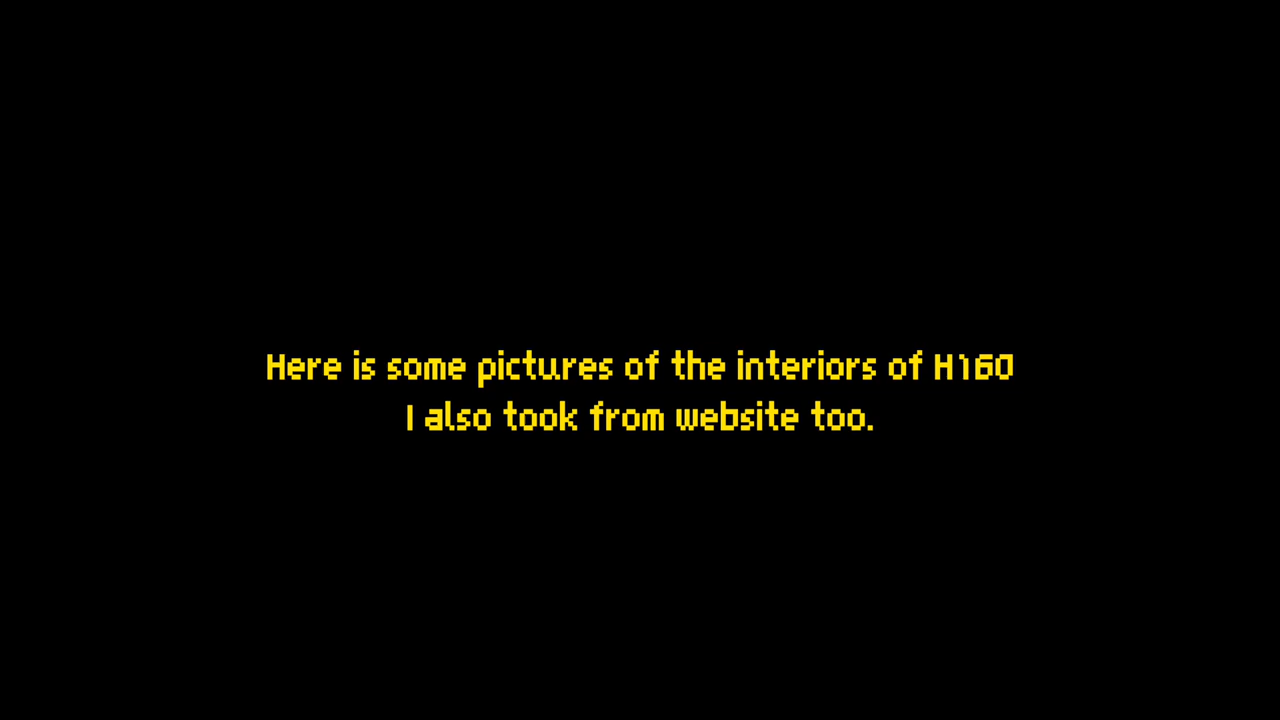 Here is some pictures of the interiors of H160
I also took from website too.